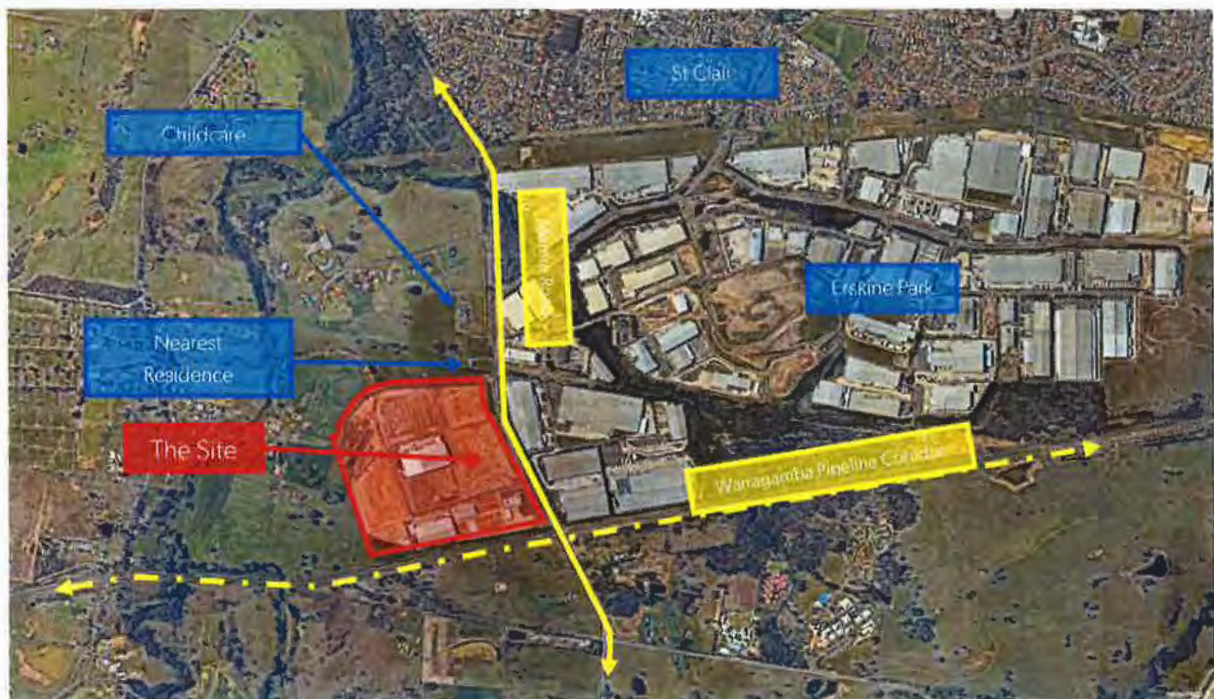 St Clair
Childcare
Erskine Park
Nearest
Residence
The Site
Warragamba Pipeline Corridor